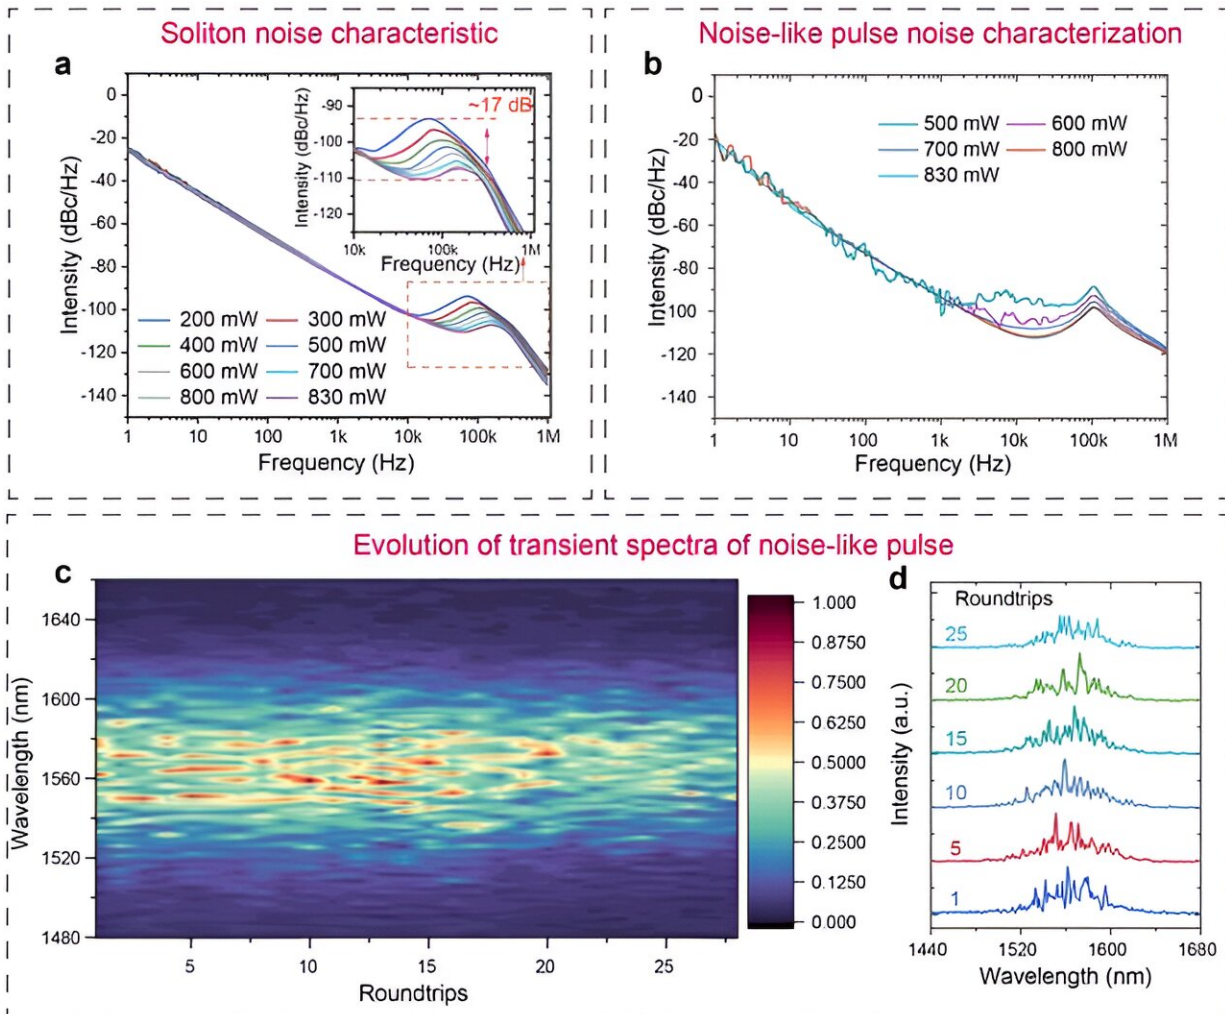 Soliton noise characteristic
a
0
-20
-40
-60
-80
-100
-120
-140
Intensity (dBc/Hz)
1 10 100 1k 10k 100k 1M
Frequency (Hz)
200 mW 300 mW
400 mW 500 mW
600 mW 700 mW
800 mW 830 mW
-90
-100
-110
-120
Intensity (dBc/Hz)
~17 dB
10k 100k 1M
Frequency (Hz)
Noise-like pulse noise characterization
b
0
-20
-40
-60
-80
-100
-120
-140
Intensity (dBc/Hz)
500 mW 600 mW
700 mW 800 mW
830 mW
1 10 100 1k 10k 100k 1M
Frequency (Hz)
Evolution of transient spectra of noise-like pulse
c
1640
1600
1560
1520
1480
Wavelength (nm)
5 10 15 20 25
Roundtrips
1.000
0.8750
0.7500
0.6250
0.5000
0.3750
0.2500
0.1250
0.000
d
Roundtrips
25
20
15
10
5
1
Intensity (a.u.)
1440 1520 1600 1680
Wavelength (nm)